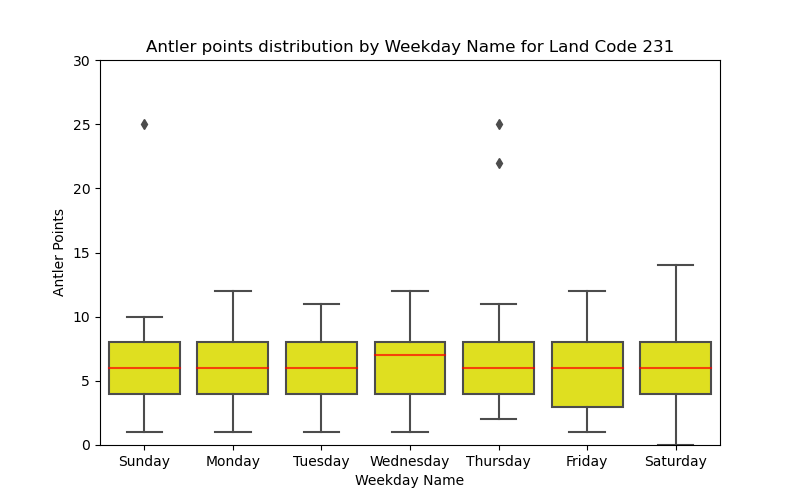 Antler points distribution by Weekday Name for Land Code 231
30
25
20
15
10
5
0
Antler Points
Sunday Monday Tuesday Wednesday Thursday Friday Saturday
Weekday Name